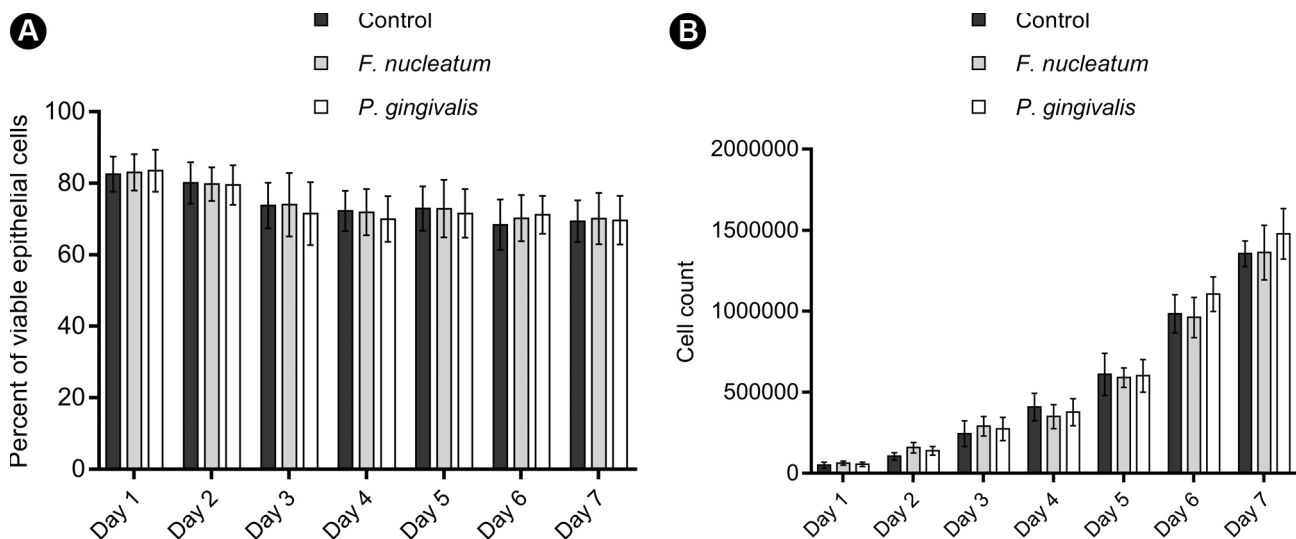 A
Control
F. nucleatum
P. gingivalis
Percent of viable epithelial cells
100
80
60
40
20
0
Day 1
Day 2
Day 3
Day 4
Day 5
Day 6
Day 7
B
Control
F. nucleatum
P. gingivalis
Cell count
2000000
1500000
1000000
500000
0
Day 1
Day 2
Day 3
Day 4
Day 5
Day 6
Day 7